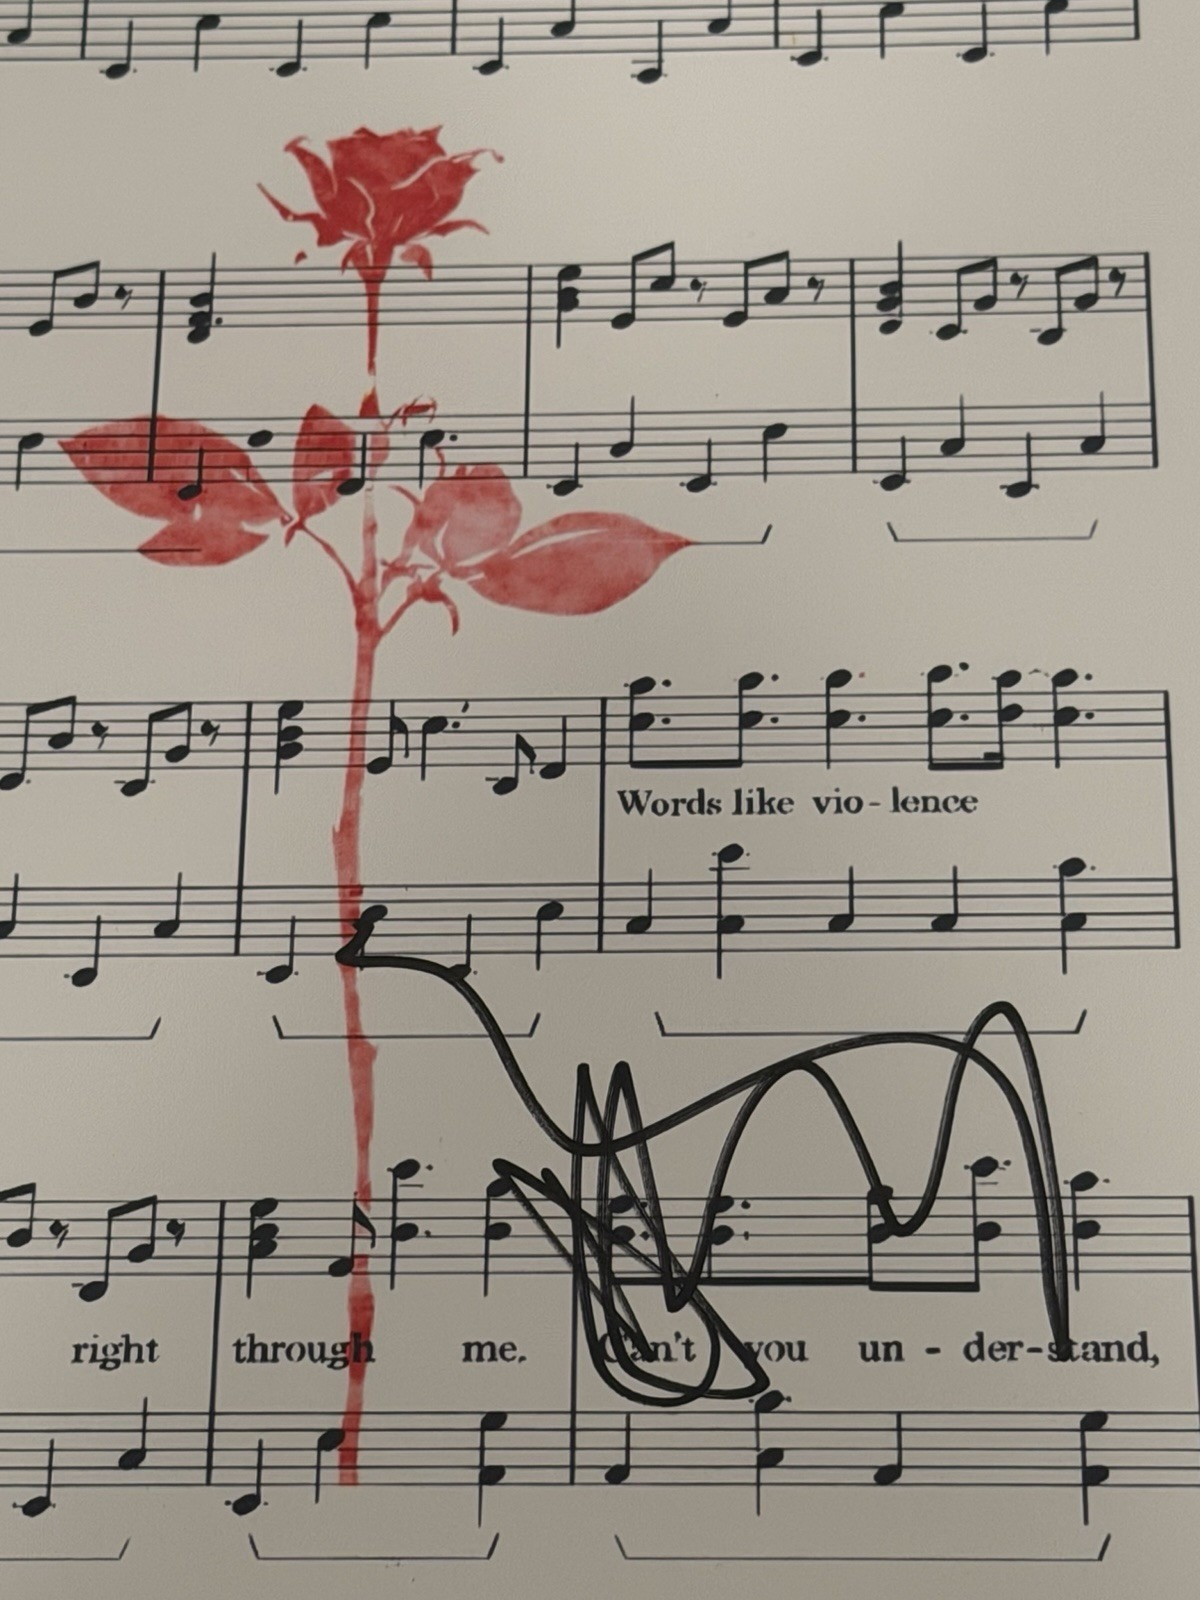 Words like vio - lence
right through me. Can't you un - der-stand,